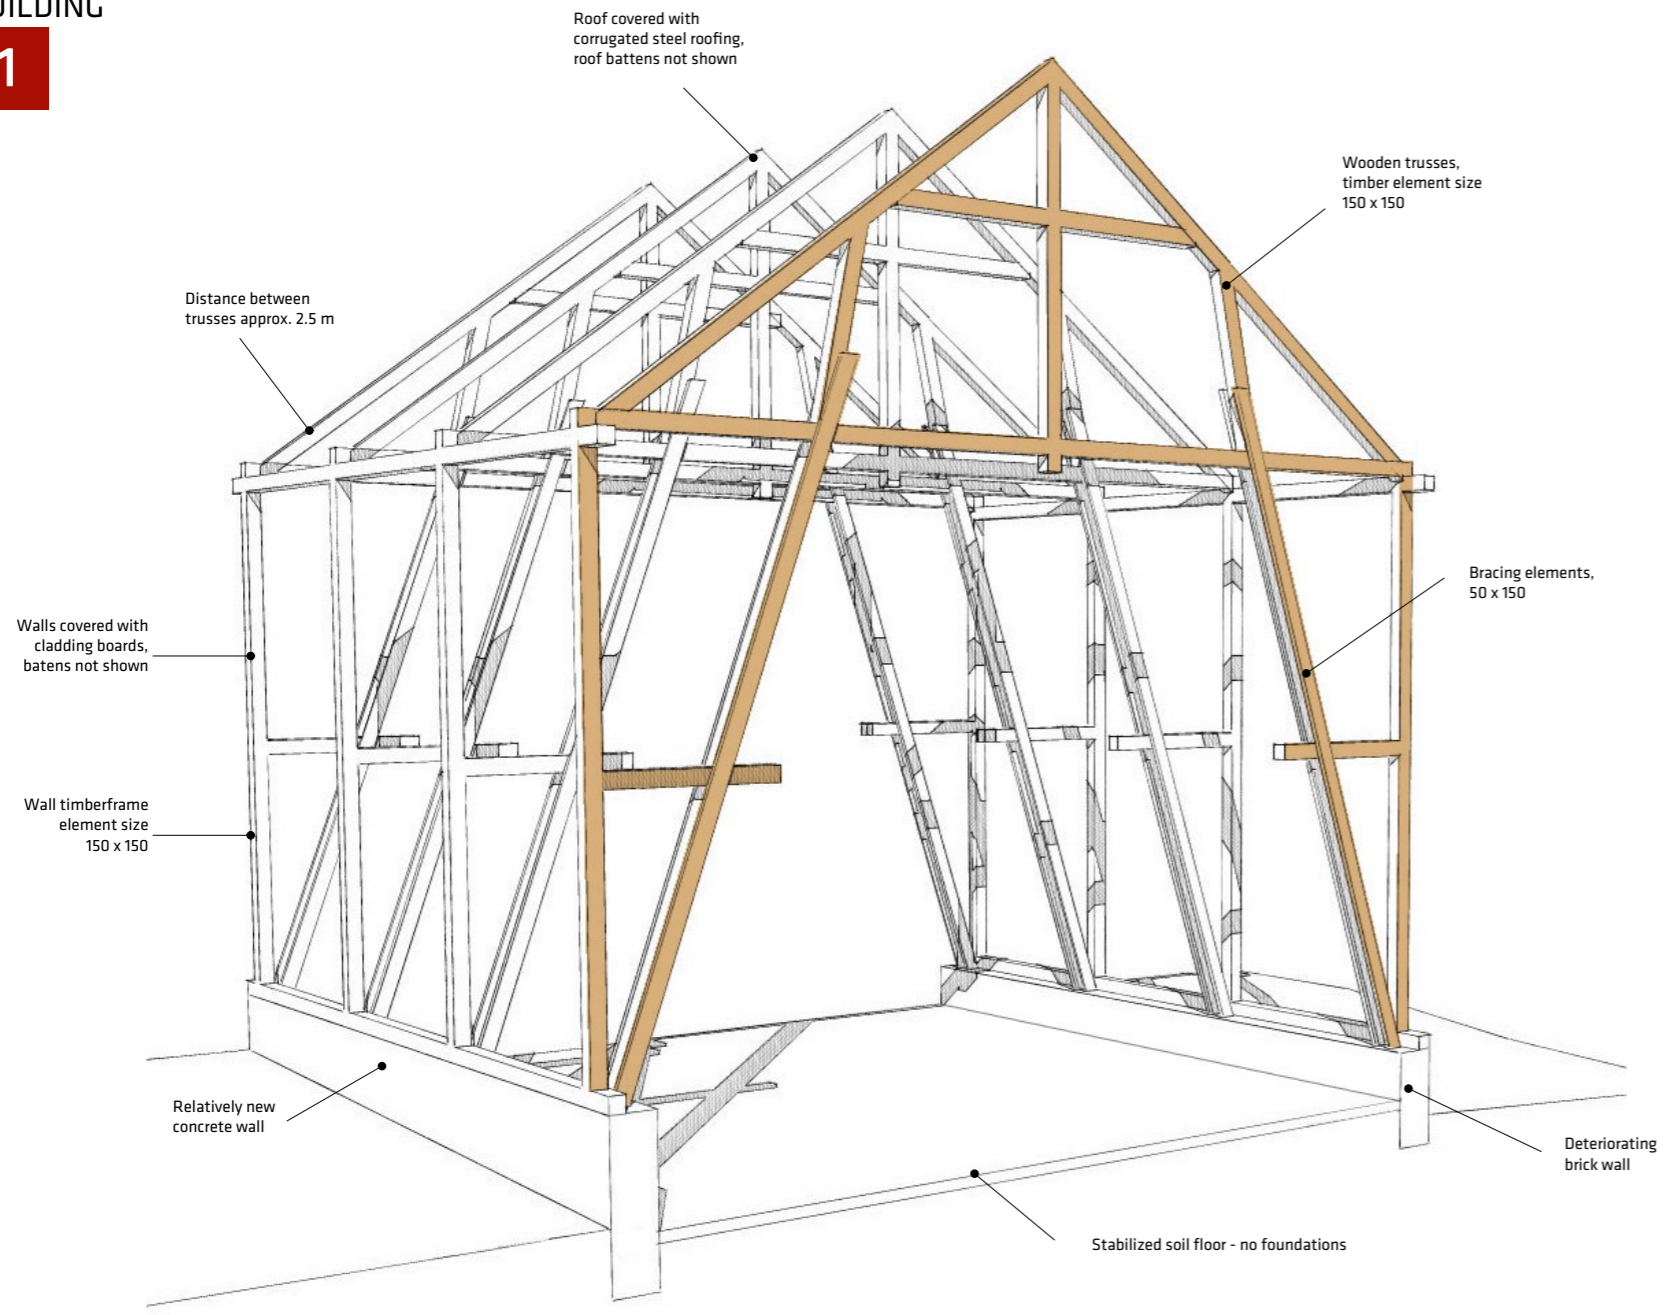 1
Roof covered with
corrugated steel roofing,
roof battens not shown
Wooden trusses,
timber element size
150 x 150
Distance between
trusses approx. 2.5 m
Bracing elements,
50 x 150
Walls covered with
cladding boards,
batens not shown
Wall timberframe
element size
150 x 150
Relatively new
concrete wall
Deteriorating
brick wall
Stabilized soil floor - no foundations